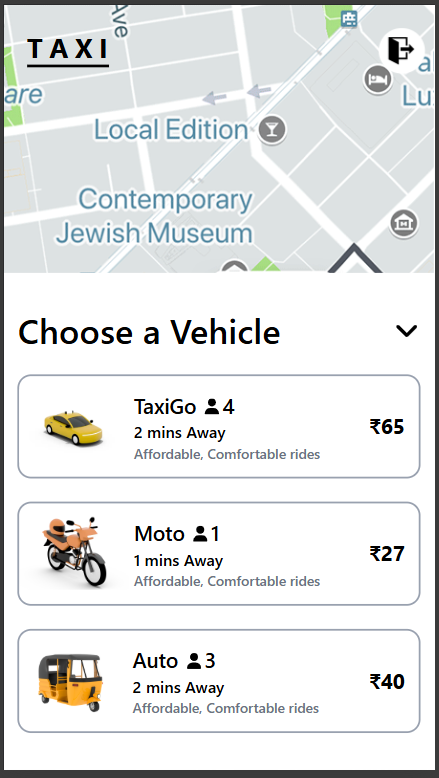 Ave
TAXI
are
a
Lu
Local Edition
Contemporary
Jewish Museum
Choose a Vehicle
TaxiGo 4
2 mins Away
Affordable, Comfortable rides
₹65
Moto 1
1 mins Away
Affordable, Comfortable rides
₹27
Auto 3
2 mins Away
Affordable, Comfortable rides
₹40